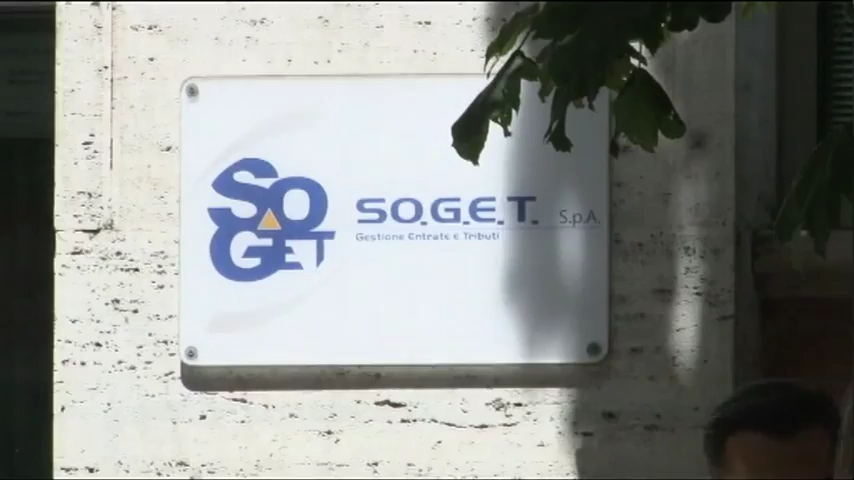 SO
GET
SO.G.E.T. S.p.A.
Gestione Entrate e Tributi